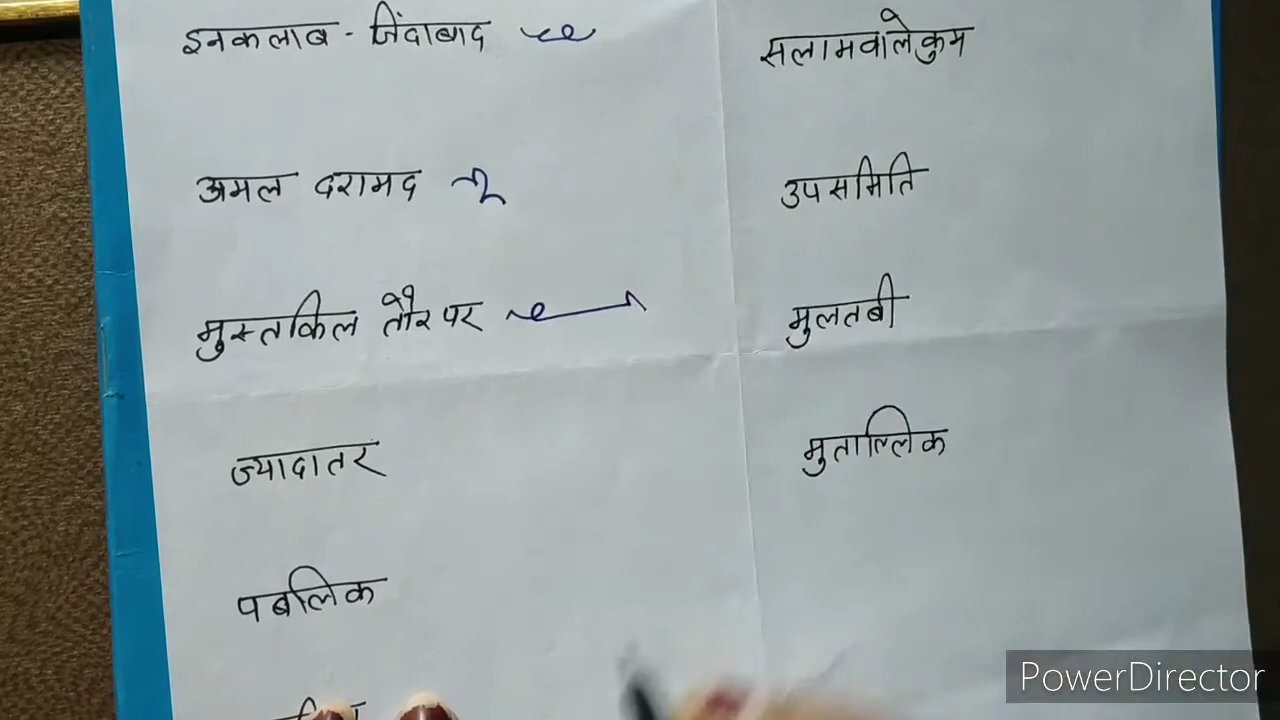 इनकलाब - जिंदाबाद
अमल दरामद
मुस्तकिल तौर पर
ज्यादातर
पबलिक
सलामवालेकुम
उपसमिति
मुलतबी
मुताल्लिक
PowerDirector